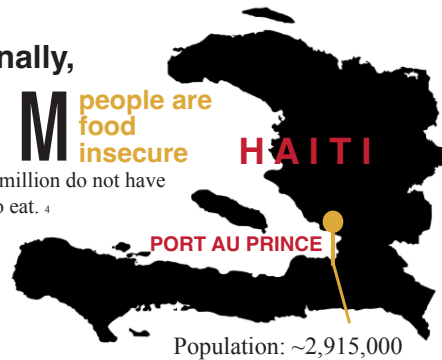 nally,
M people are
food
insecure
million do not have
o eat. 4
HAITI
PORT AU PRINCE
Population: ~2,915,000